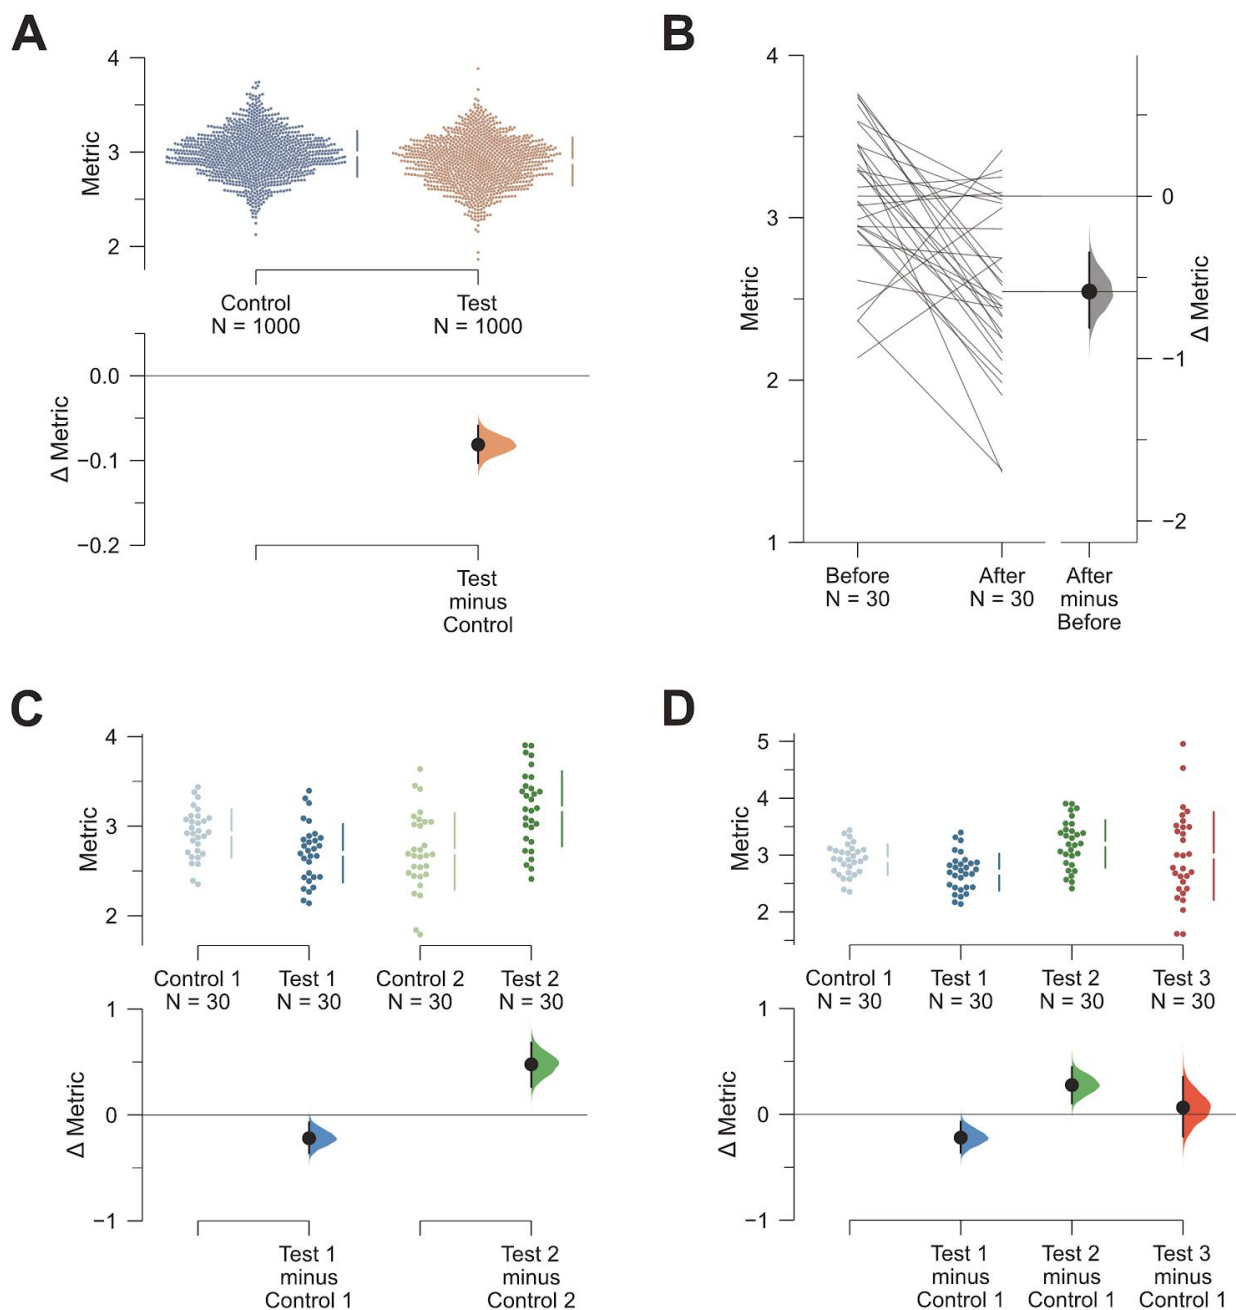 A
4
3
2
Metric
Control
N = 1000
Test
N = 1000
0.0
−0.1
−0.2
Δ Metric
Test
minus
Control
B
4
3
2
1
Metric
0
−1
−2
Δ Metric
Before
N = 30
After
N = 30
After
minus
Before
C
4
3
2
Metric
Control 1
N = 30
Test 1
N = 30
Control 2
N = 30
Test 2
N = 30
1
0
−1
Δ Metric
Test 1
minus
Control 1
Test 2
minus
Control 2
D
5
4
3
2
Metric
Control 1
N = 30
Test 1
N = 30
Test 2
N = 30
Test 3
N = 30
1
0
−1
Δ Metric
Test 1
minus
Control 1
Test 2
minus
Control 1
Test 3
minus
Control 1